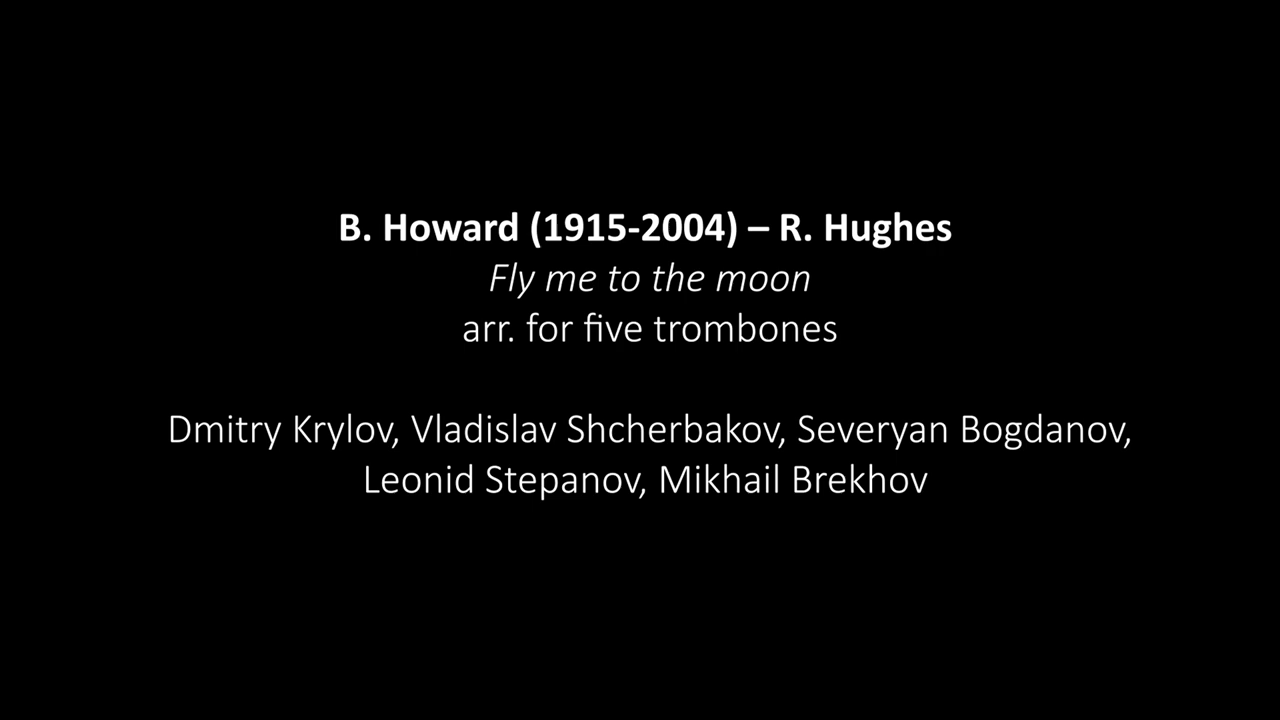 B. Howard (1915-2004) – R. Hughes
Fly me to the moon
arr. for five trombones
Dmitry Krylov, Vladislav Shcherbakov, Severyan Bogdanov,
Leonid Stepanov, Mikhail Brekhov